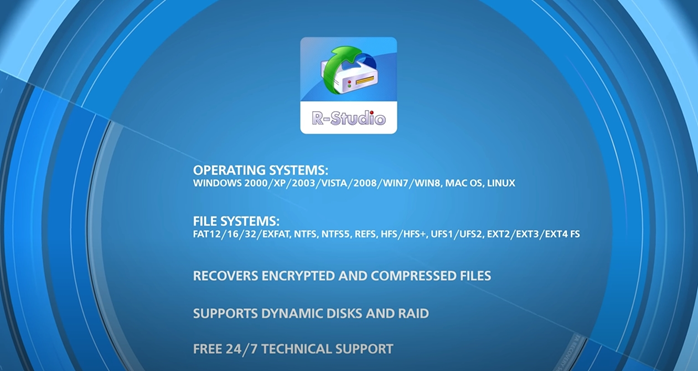 R-Studio
OPERATING SYSTEMS:
WINDOWS 2000/XP/2003/VISTA/2008/WIN7/WIN8, MAC OS, LINUX
FILE SYSTEMS:
FAT12/16/32/EXFAT, NTFS, NTFS5, REFS, HFS/HFS+, UFS1/UFS2, EXT2/EXT3/EXT4 FS
RECOVERS ENCRYPTED AND COMPRESSED FILES
SUPPORTS DYNAMIC DISKS AND RAID
FREE 24/7 TECHNICAL SUPPORT